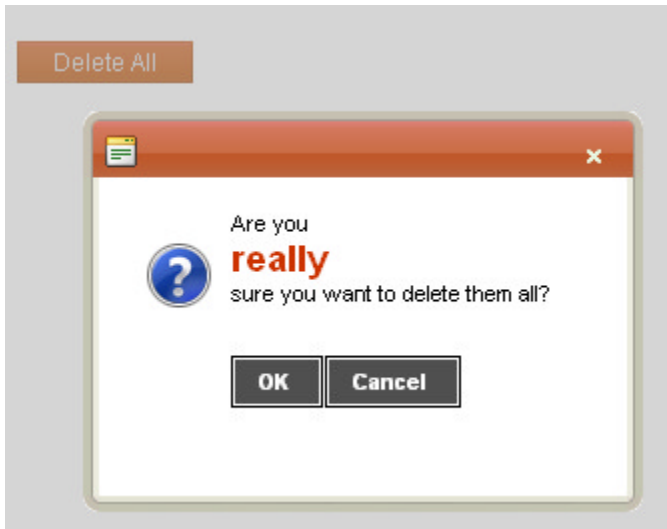 Delete All
Are you
really
sure you want to delete them all?
OK Cancel